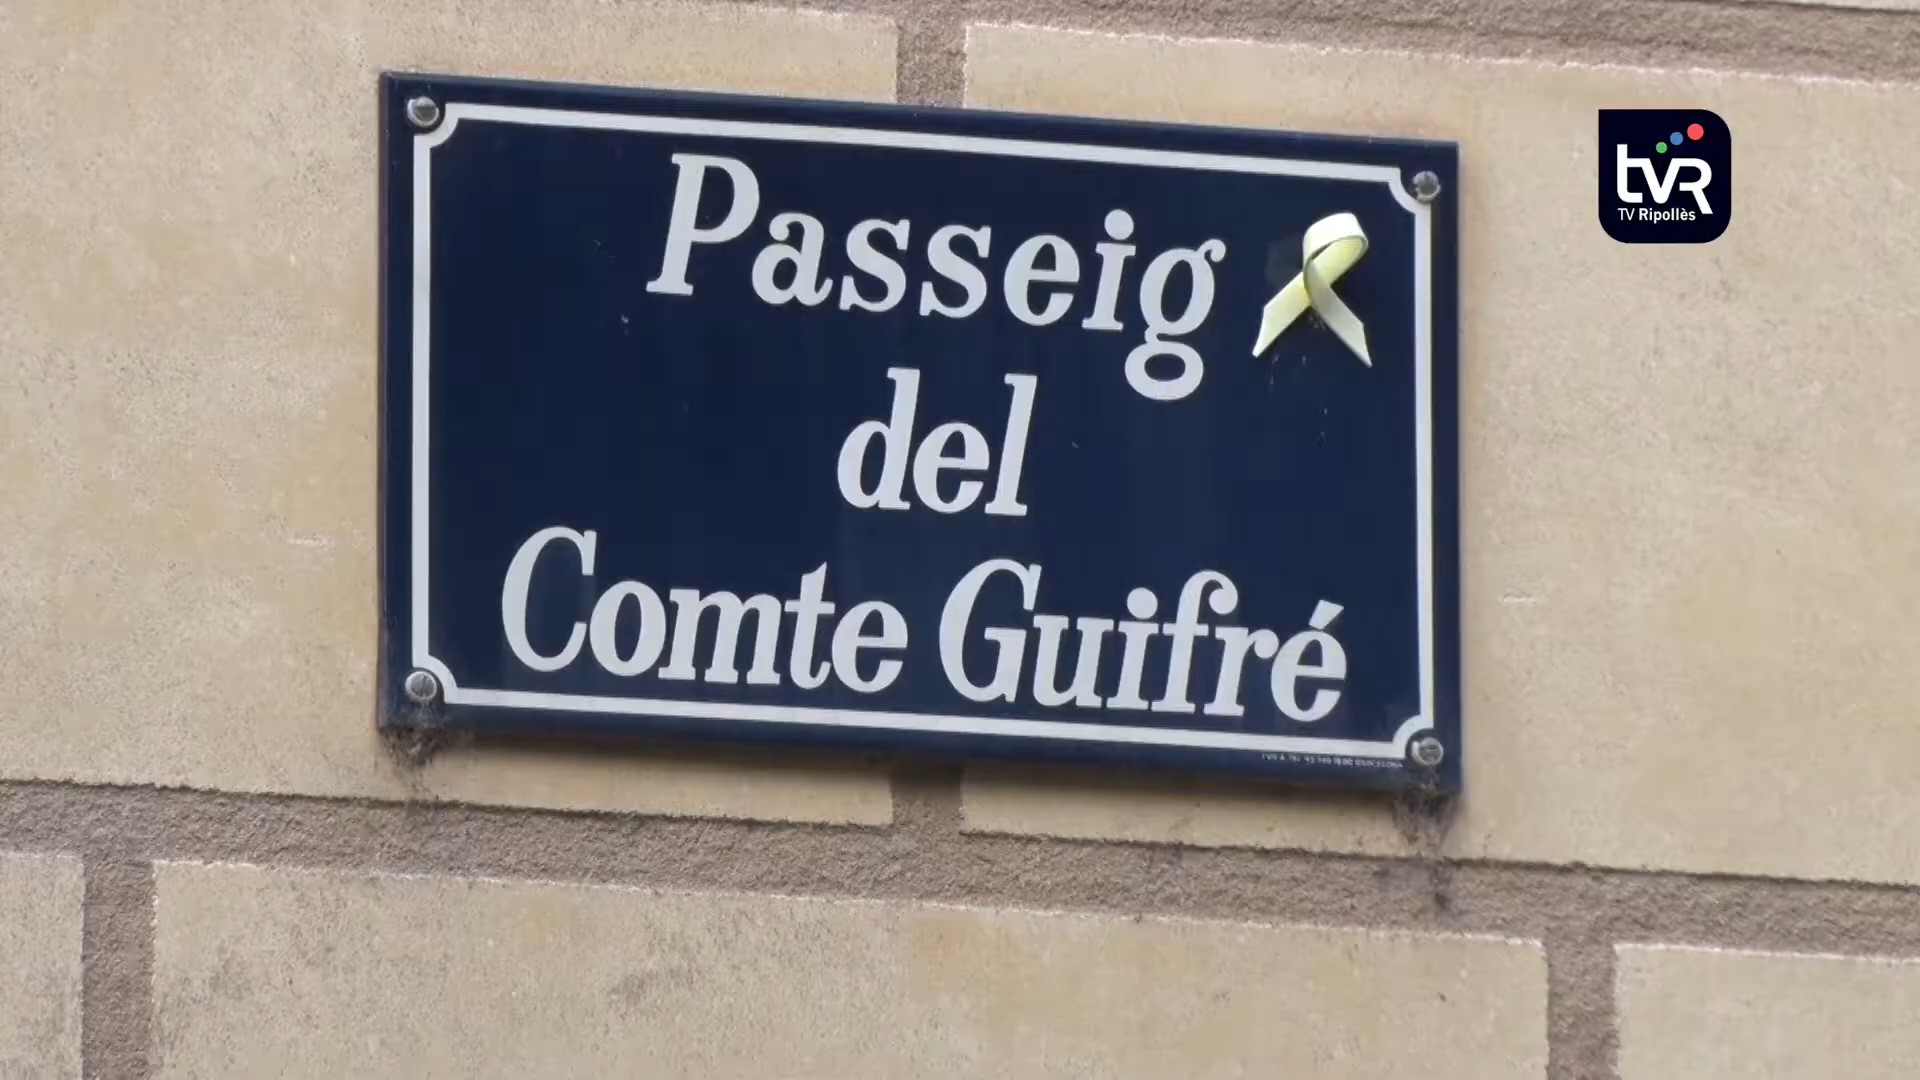 Passeig
del
Comte Guifré
tvR
TV Ripollès